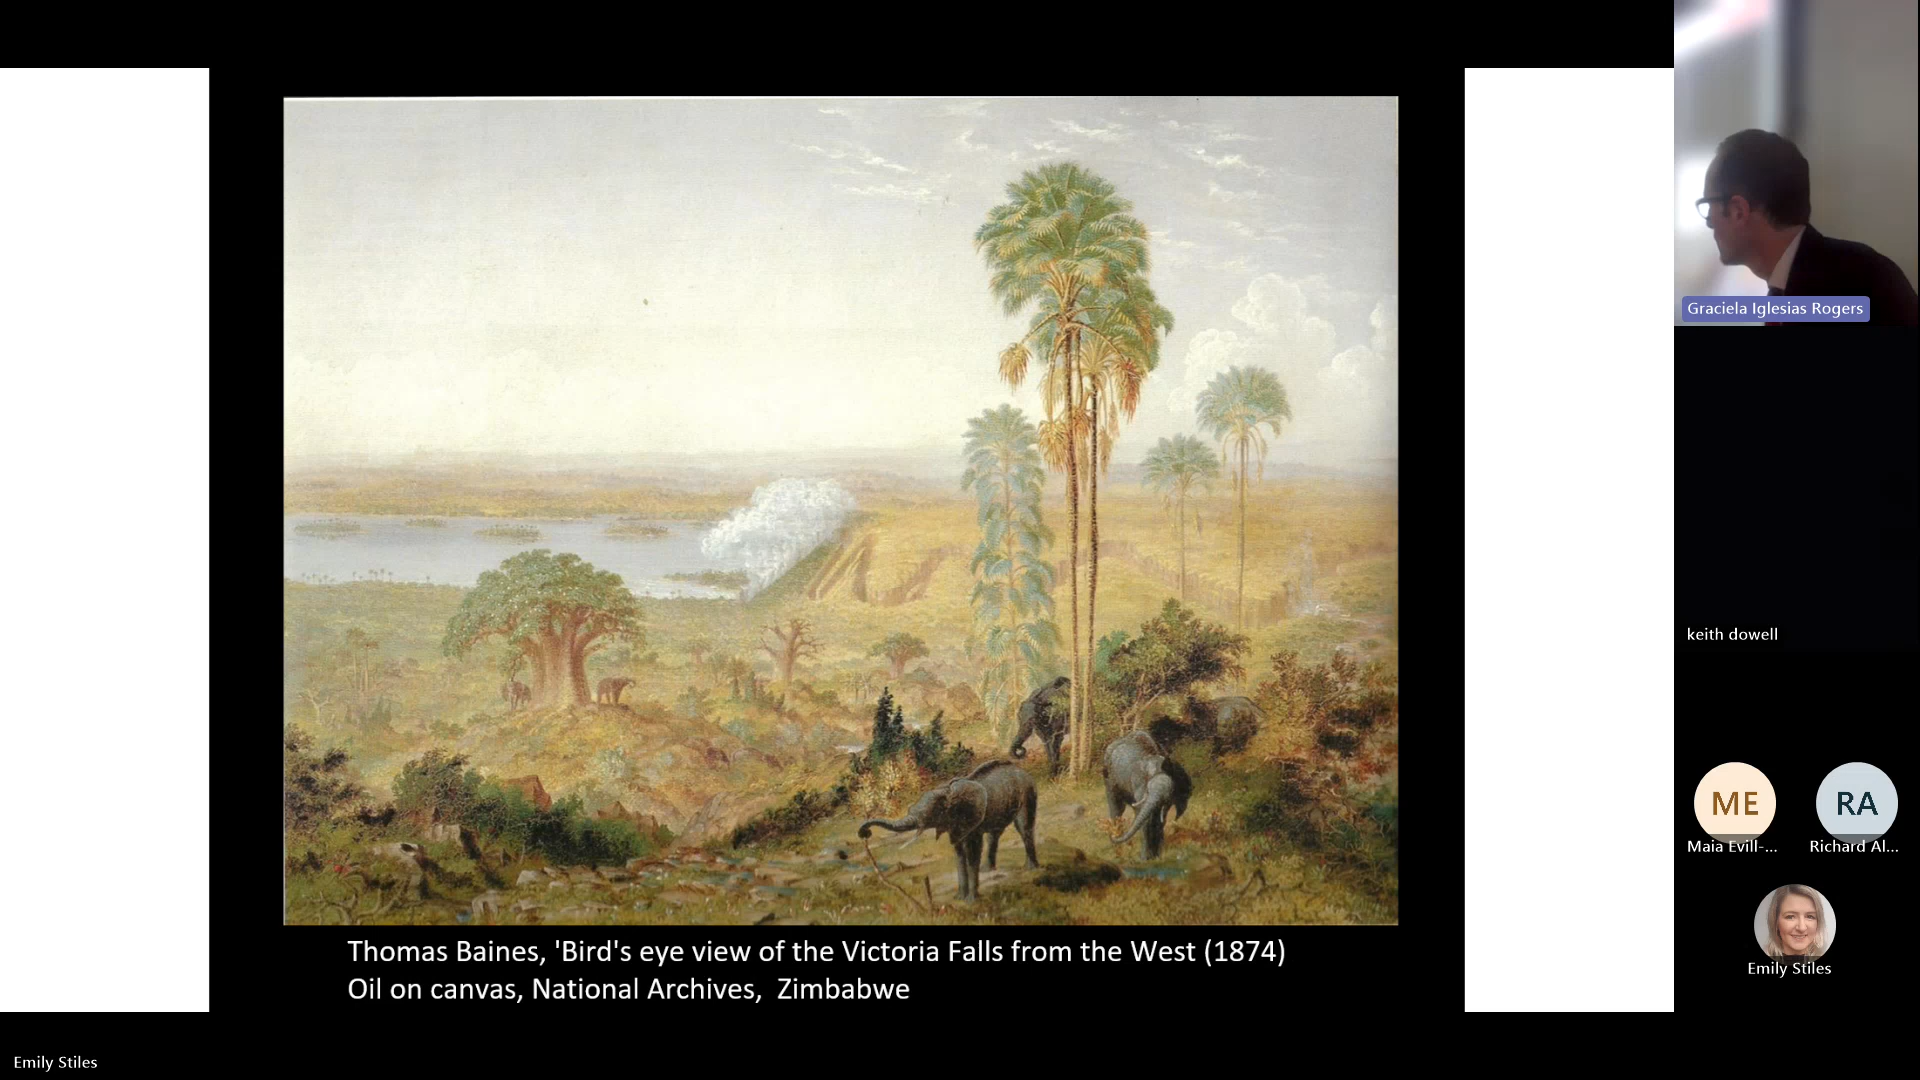 Thomas Baines, 'Bird's eye view of the Victoria Falls from the West (1874)
Oil on canvas, National Archives,  Zimbabwe
Graciela Iglesias Rogers
keith dowell
ME
RA
Maia Evill-...
Richard Al...
Emily Stiles
Emily Stiles